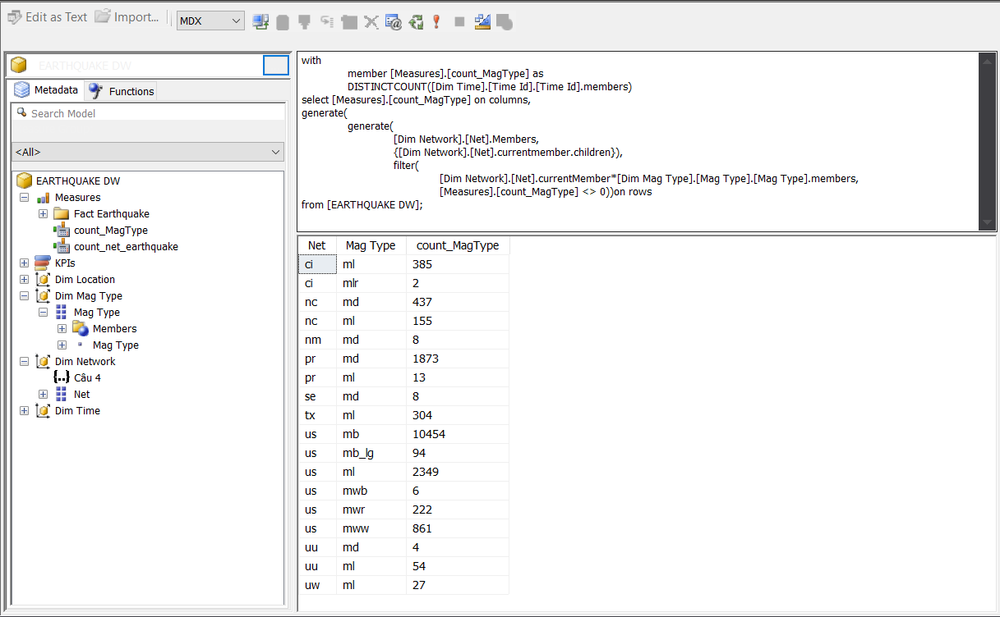 Edit as Text Import... MDX
EARTHQUAKE DW
Metadata Functions
Search Model
<All>
EARTHQUAKE DW
Measures
Fact Earthquake
count_MagType
count_net_earthquake
KPIs
Dim Location
Dim Mag Type
Mag Type
Members
Mag Type
Dim Network
Câu 4
Net
Dim Time
with
member [Measures].[count_MagType] as
DISTINCTCOUNT([Dim Time].[Time Id].[Time Id].members)
select [Measures].[count_MagType] on columns,
generate(
generate(
[Dim Network].[Net].Members,
{[Dim Network].[Net].currentmember.children}),
filter(
[Dim Network].[Net].currentMember*[Dim Mag Type].[Mag Type].[Mag Type].members,
[Measures].[count_MagType] <> 0))on rows
from [EARTHQUAKE DW];
Net Mag Type count_MagType
ci ml 385
ci mlr 2
nc md 437
nc ml 155
nm md 8
pr md 1873
pr ml 13
se md 8
tx ml 304
us mb 10454
us mb_lg 94
us ml 2349
us mwb 6
us mwr 222
us mww 861
uu md 4
uu ml 54
uw ml 27